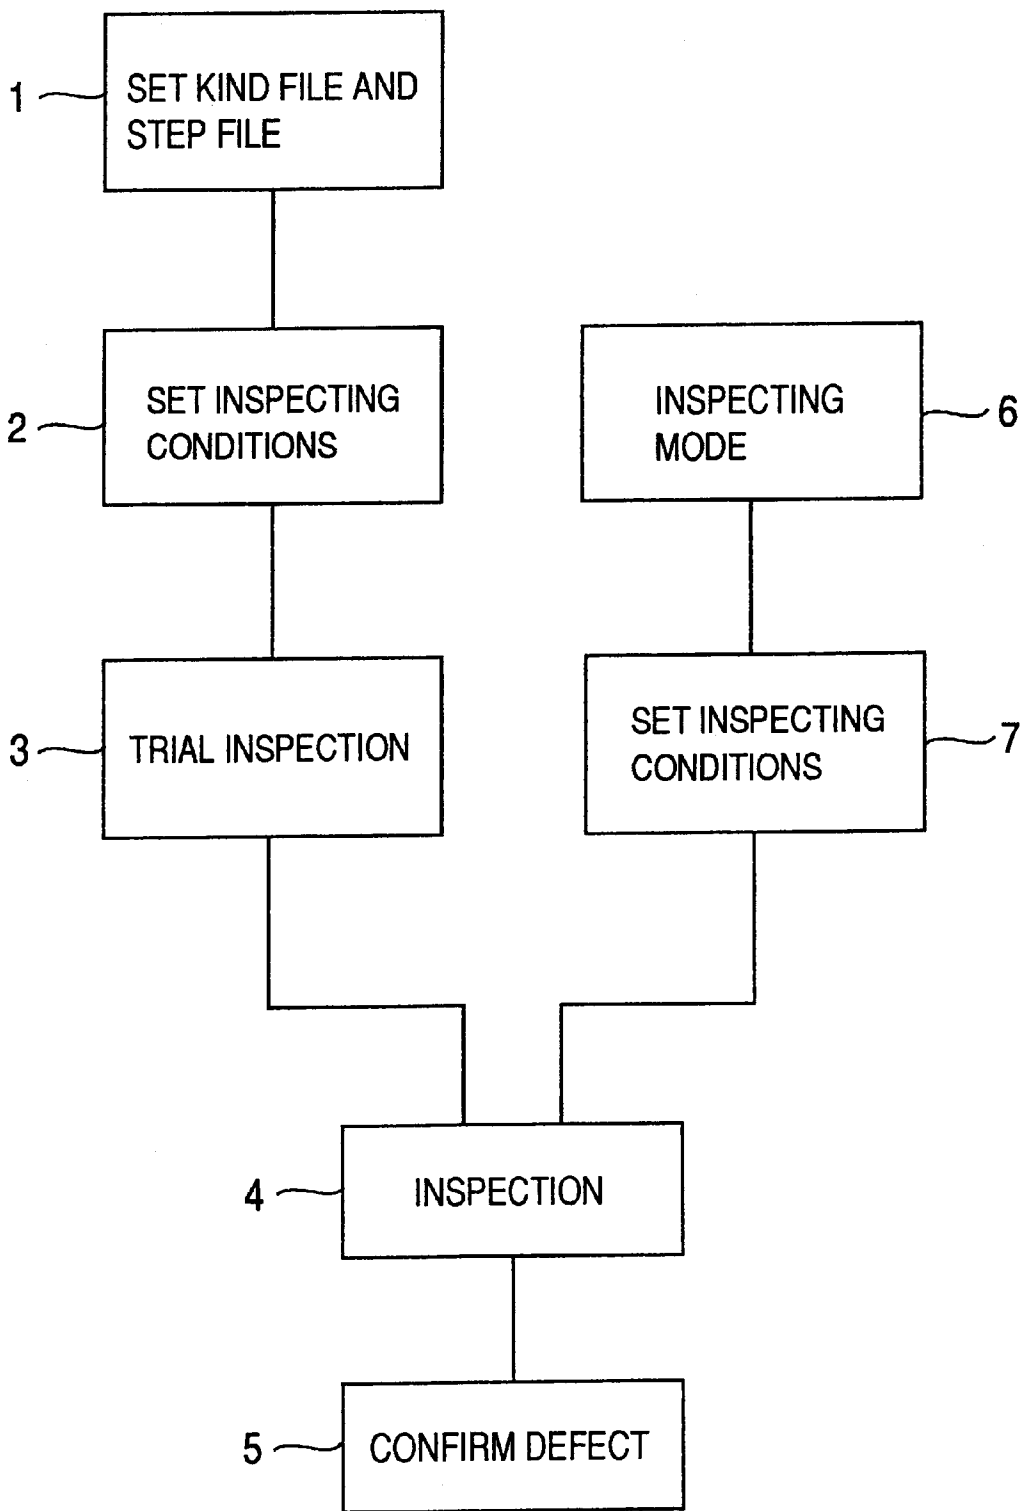 1
SET KIND FILE AND
STEP FILE
2
SET INSPECTING
CONDITIONS
INSPECTING
MODE
6
3
TRIAL INSPECTION
SET INSPECTING
CONDITIONS
7
4
INSPECTION
5
CONFIRM DEFECT